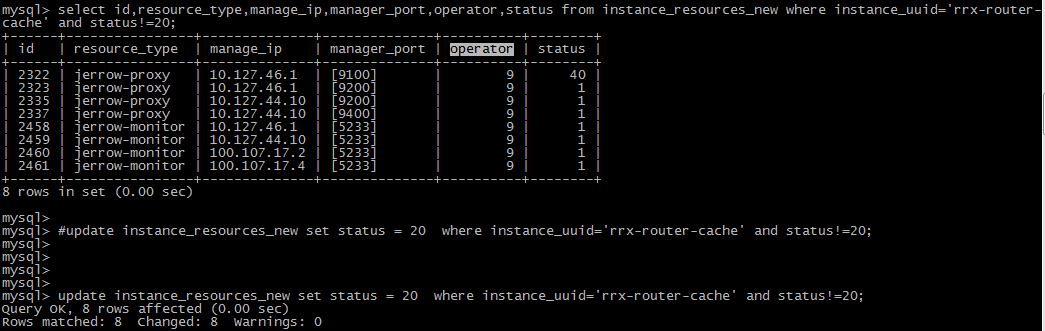 mysql> select id,resource_type,manage_ip,manager_port,operator,status from instance_resources_new where instance_uuid='rrx-router-
cache' and status!=20;
+------+----------------+---------------+--------------+----------+--------+
| id   | resource_type  | manage_ip     | manager_port | operator | status |
+------+----------------+---------------+--------------+----------+--------+
| 2322 | jerrow-proxy   | 10.127.46.1   | [9100]       |        9 |     40 |
| 2323 | jerrow-proxy   | 10.127.46.1   | [9200]       |        9 |      1 |
| 2335 | jerrow-proxy   | 10.127.44.10  | [9200]       |        9 |      1 |
| 2337 | jerrow-proxy   | 10.127.44.10  | [9400]       |        9 |      1 |
| 2458 | jerrow-monitor | 10.127.46.1   | [5233]       |        9 |      1 |
| 2459 | jerrow-monitor | 10.127.44.10  | [5233]       |        9 |      1 |
| 2460 | jerrow-monitor | 100.107.17.2  | [5233]       |        9 |      1 |
| 2461 | jerrow-monitor | 100.107.17.4  | [5233]       |        9 |      1 |
+------+----------------+---------------+--------------+----------+--------+
8 rows in set (0.00 sec)
mysql>
mysql> #update instance_resources_new set status = 20  where instance_uuid='rrx-router-cache' and status!=20;
mysql>
mysql>
mysql>
mysql>
mysql> update instance_resources_new set status = 20  where instance_uuid='rrx-router-cache' and status!=20;
Query OK, 8 rows affected (0.00 sec)
Rows matched: 8  Changed: 8  Warnings: 0